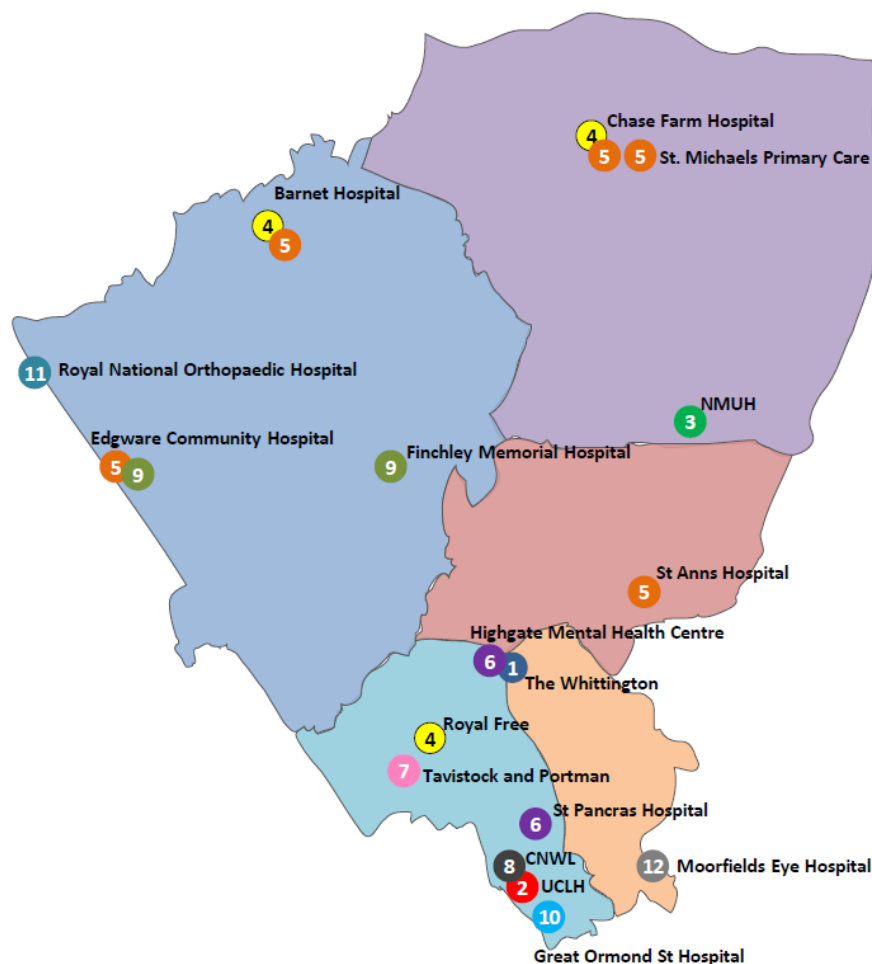 Chase Farm Hospital
4
5 5 St. Michaels Primary Care
Barnet Hospital
4
5
11 Royal National Orthopaedic Hospital
NMUH
3
Edgware Community Hospital
5 9
9 Finchley Memorial Hospital
St Anns Hospital
5
Highgate Mental Health Centre
6 1
The Whittington
Royal Free
4
7 Tavistock and Portman
St Pancras Hospital
6
8 CNWL
2 UCLH
12 Moorfields Eye Hospital
10
Great Ormond St Hospital